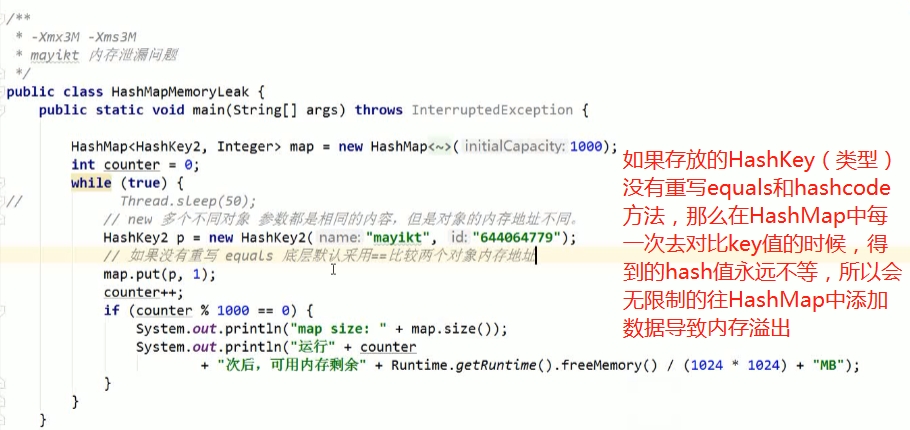 /**
* -Xmx3M -Xms3M
* mayikt 内存泄漏问题
*/
public class HashMapMemoryLeak {
public static void main(String[] args) throws InterruptedException {
HashMap<HashKey2, Integer> map = new HashMap<~>( initialCapacity: 1000);
int counter = 0;
while (true) {
// Thread.sleep(50);
// new 多个不同对象 参数都是相同的内容，但是对象的内存地址不同。
HashKey2 p = new HashKey2( name: "mayikt", id: "644064779");
// 如果没有重写 equals 底层默认采用==比较两个对象内存地址
map.put(p, 1);
counter++;
if (counter % 1000 == 0) {
System.out.println("map size: " + map.size());
System.out.println("运行" + counter
+ "次后，可用内存剩余" + Runtime.getRuntime().freeMemory() / (1024 * 1024) + "MB");
}
}
}
如果存放的HashKey（类型）
没有重写equals和hashcode
方法，那么在HashMap中每
一次去对比key值的时候，得
到的hash值永远不等，所以会
无限制的往HashMap中添加
数据导致内存溢出